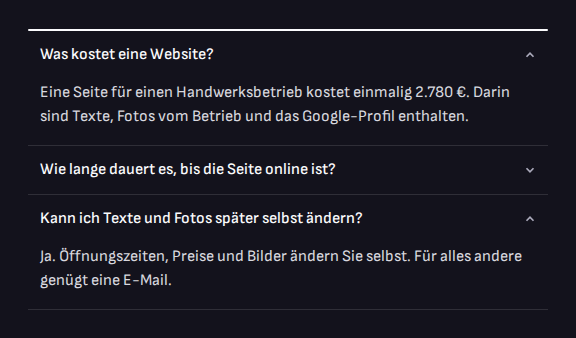 Was kostet eine Website?
Eine Seite für einen Handwerksbetrieb kostet einmalig 2.780 €. Darin
sind Texte, Fotos vom Betrieb und das Google-Profil enthalten.
Wie lange dauert es, bis die Seite online ist?
Kann ich Texte und Fotos später selbst ändern?
Ja. Öffnungszeiten, Preise und Bilder ändern Sie selbst. Für alles andere
genügt eine E-Mail.